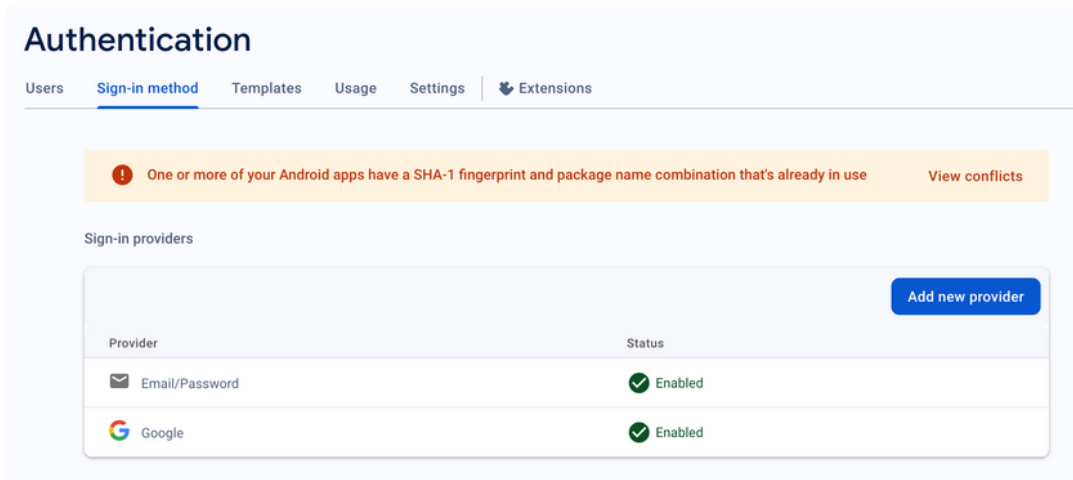 Authentication
Users Sign-in method Templates Usage Settings Extensions
One or more of your Android apps have a SHA-1 fingerprint and package name combination that's already in use View conflicts
Sign-in providers
Add new provider
Provider Status
Email/Password Enabled
Google Enabled